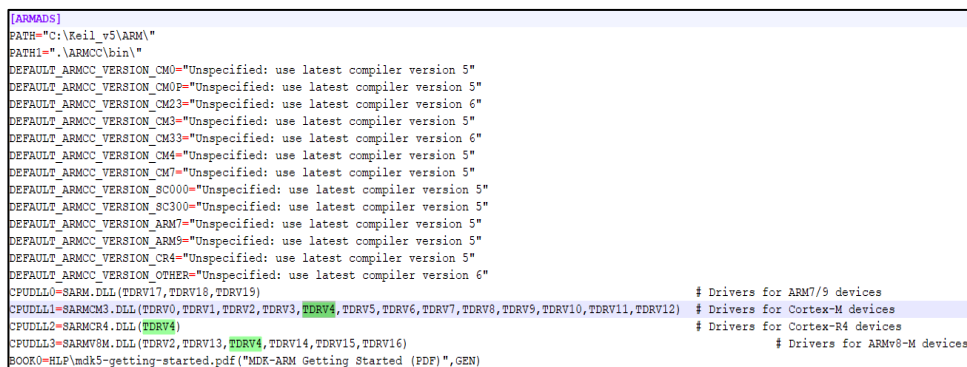 [ARMADS]
PATH="C:\Keil_v5\ARM\"
PATH1=".\ARMCC\bin\"
DEFAULT_ARMCC_VERSION_CM0="Unspecified: use latest compiler version 5"
DEFAULT_ARMCC_VERSION_CM0P="Unspecified: use latest compiler version 5"
DEFAULT_ARMCC_VERSION_CM23="Unspecified: use latest compiler version 6"
DEFAULT_ARMCC_VERSION_CM3="Unspecified: use latest compiler version 5"
DEFAULT_ARMCC_VERSION_CM33="Unspecified: use latest compiler version 6"
DEFAULT_ARMCC_VERSION_CM4="Unspecified: use latest compiler version 5"
DEFAULT_ARMCC_VERSION_CM7="Unspecified: use latest compiler version 5"
DEFAULT_ARMCC_VERSION_SC000="Unspecified: use latest compiler version 5"
DEFAULT_ARMCC_VERSION_SC300="Unspecified: use latest compiler version 5"
DEFAULT_ARMCC_VERSION_ARM7="Unspecified: use latest compiler version 5"
DEFAULT_ARMCC_VERSION_ARM9="Unspecified: use latest compiler version 5"
DEFAULT_ARMCC_VERSION_CR4="Unspecified: use latest compiler version 5"
DEFAULT_ARMCC_VERSION_OTHER="Unspecified: use latest compiler version 6"
CPUDLL0=SARM.DLL(TDRV17,TDRV18,TDRV19) # Drivers for ARM7/9 devices
CPUDLL1=SARMCM3.DLL(TDRV0,TDRV1,TDRV2,TDRV3,TDRV4,TDRV5,TDRV6,TDRV7,TDRV8,TDRV9,TDRV10,TDRV11,TDRV12) # Drivers for Cortex-M devices
CPUDLL2=SARMCR4.DLL(TDRV4) # Drivers for Cortex-R4 devices
CPUDLL3=SARMV8M.DLL(TDRV2,TDRV13,TDRV4,TDRV14,TDRV15,TDRV16) # Drivers for ARMv8-M devices
BOOK0=HLP\mdk5-getting-started.pdf("MDK-ARM Getting Started (PDF)",GEN)